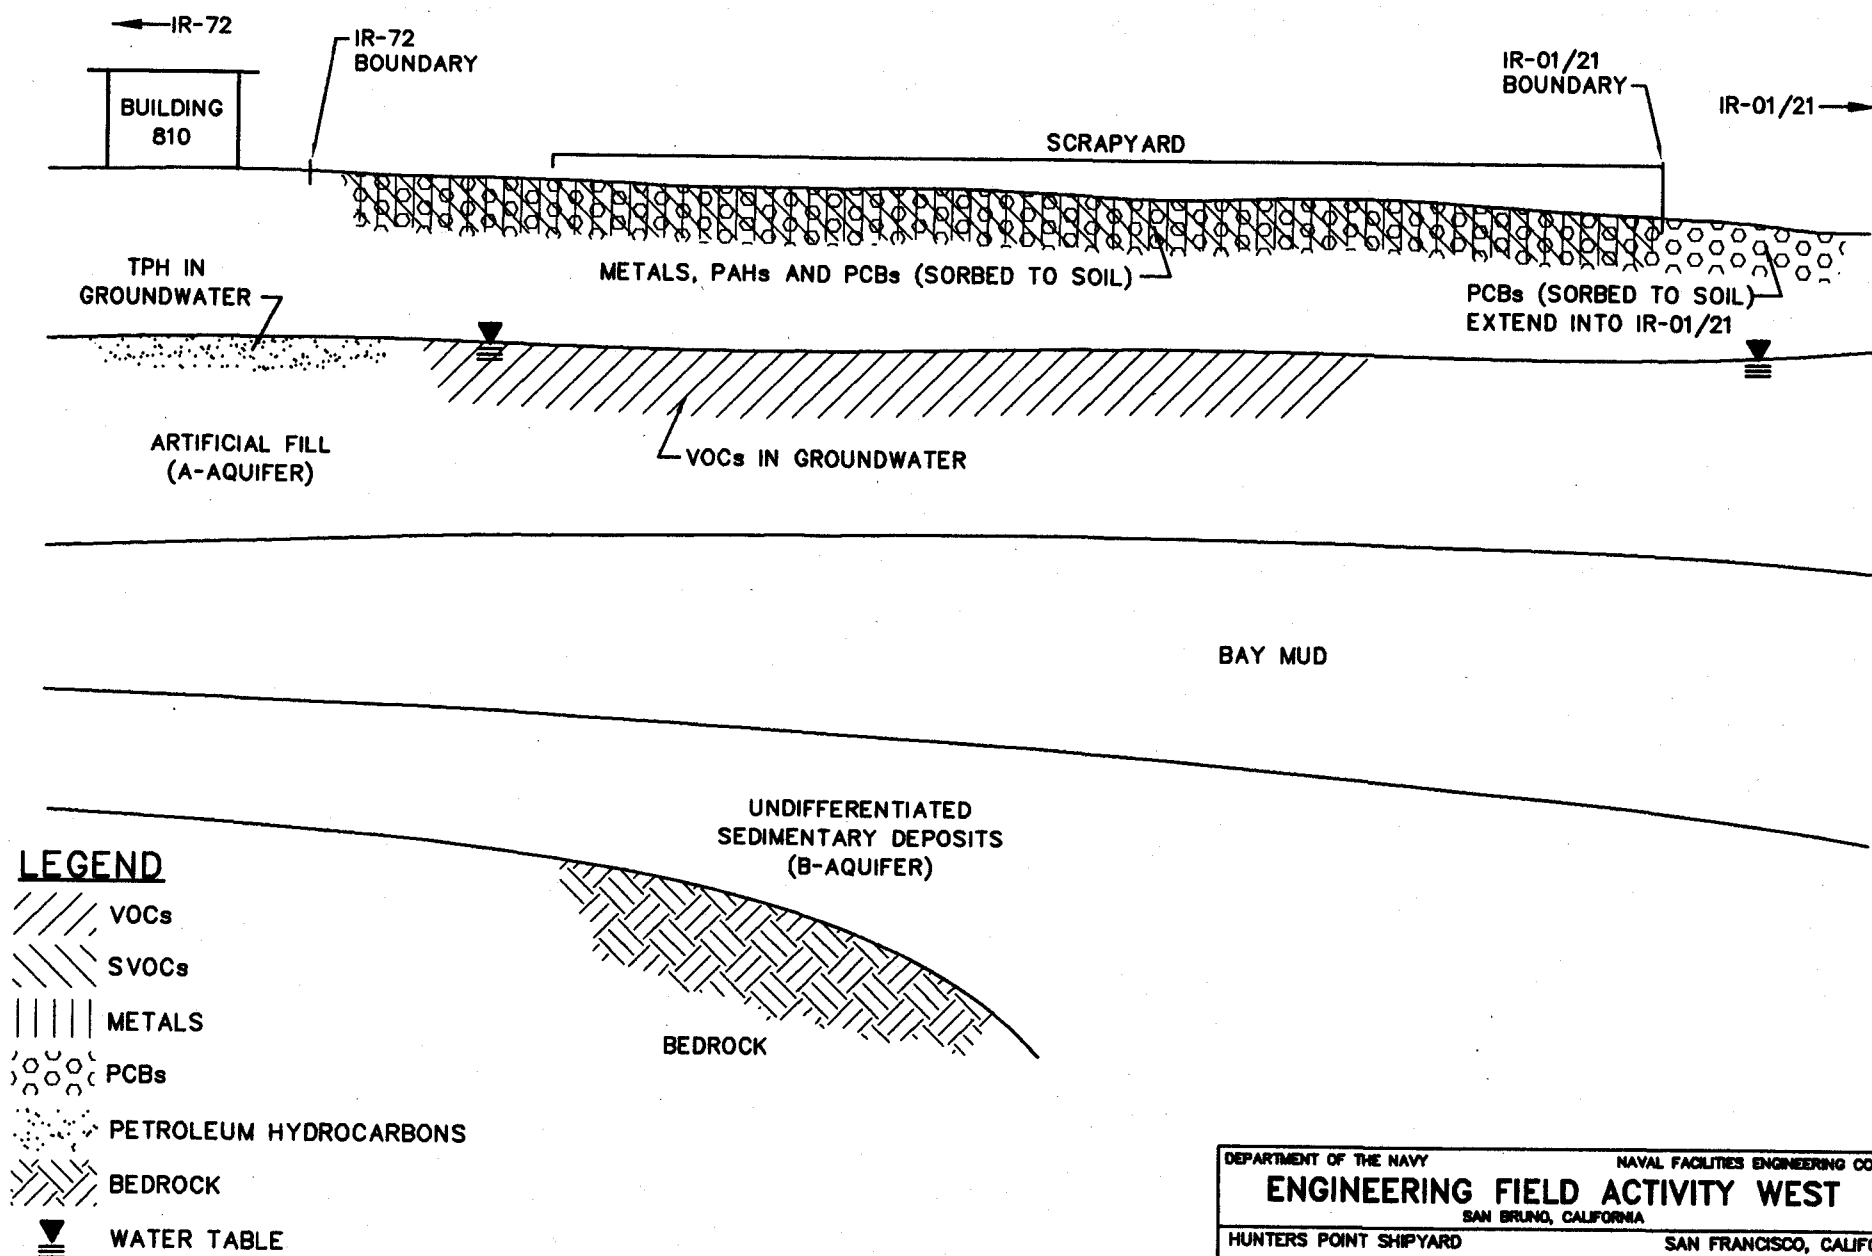 IR-72
IR-72
BOUNDARY
BUILDING
810
IR-01/21
BOUNDARY
IR-01/21
SCRAPYARD
METALS, PAHs AND PCBs (SORBED TO SOIL)
PCBs (SORBED TO SOIL)
EXTEND INTO IR-01/21
TPH IN
GROUNDWATER
ARTIFICIAL FILL
(A-AQUIFER)
VOCs IN GROUNDWATER
BAY MUD
UNDIFFERENTIATED
SEDIMENTARY DEPOSITS
(B-AQUIFER)
BEDROCK
LEGEND
VOCs
SVOCs
METALS
PCBs
PETROLEUM HYDROCARBONS
BEDROCK
WATER TABLE
DEPARTMENT OF THE NAVY NAVAL FACILITIES ENGINEERING CO
ENGINEERING FIELD ACTIVITY WEST
SAN BRUNO, CALIFORNIA
HUNTERS POINT SHIPYARD SAN FRANCISCO, CALIF